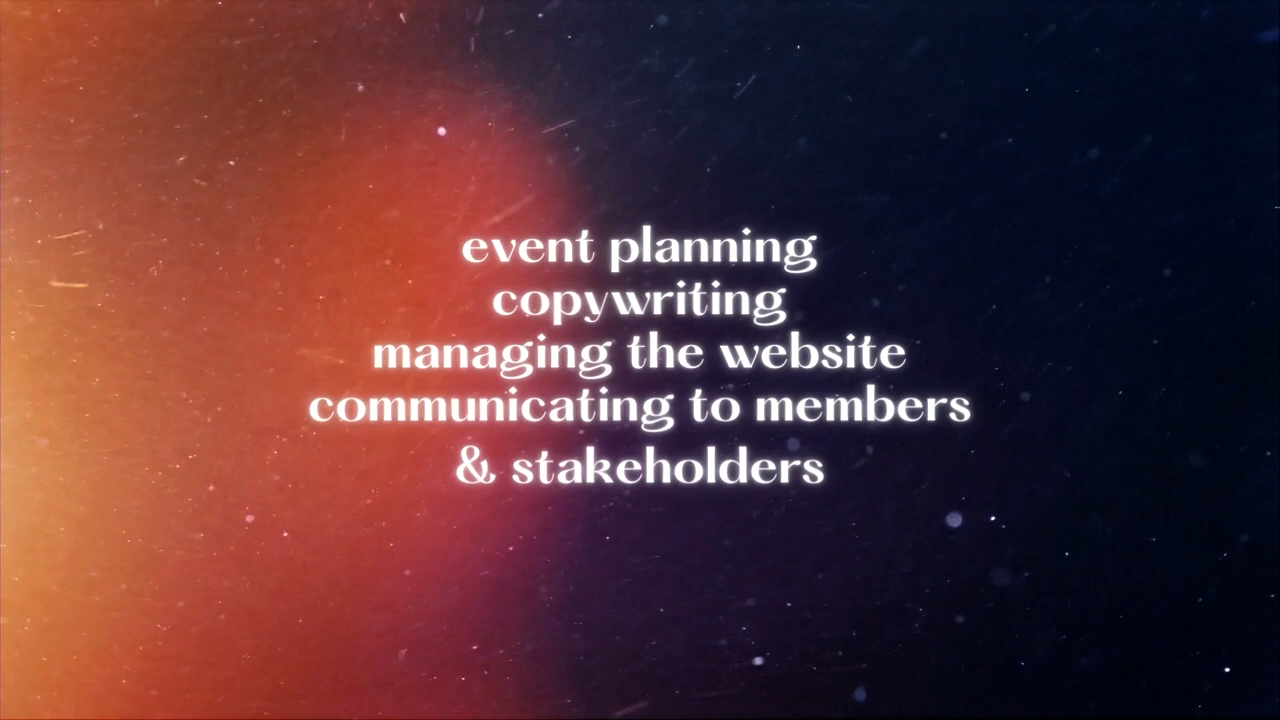 event planning
copywriting
managing the website
communicating to members
& stakeholders